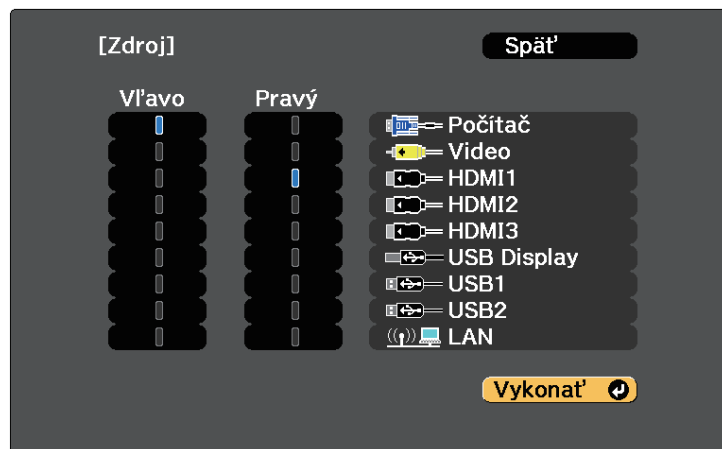 [Zdroj] Späť
Vľavo Pravý
Počítač
Video
HDMI1
HDMI2
HDMI3
USB Display
USB1
USB2
LAN
Vykonať